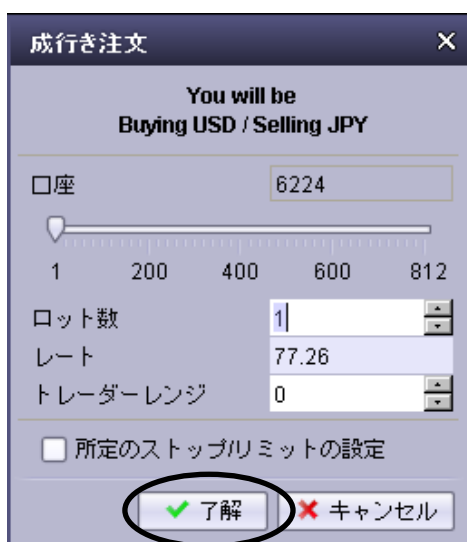 成行き注文
You will be
Buying USD / Selling JPY
口座 6224
1 200 400 600 812
ロット数 1
レート 77.26
トレーダーレンジ 0
所定のストップ/リミットの設定
了解 キャンセル